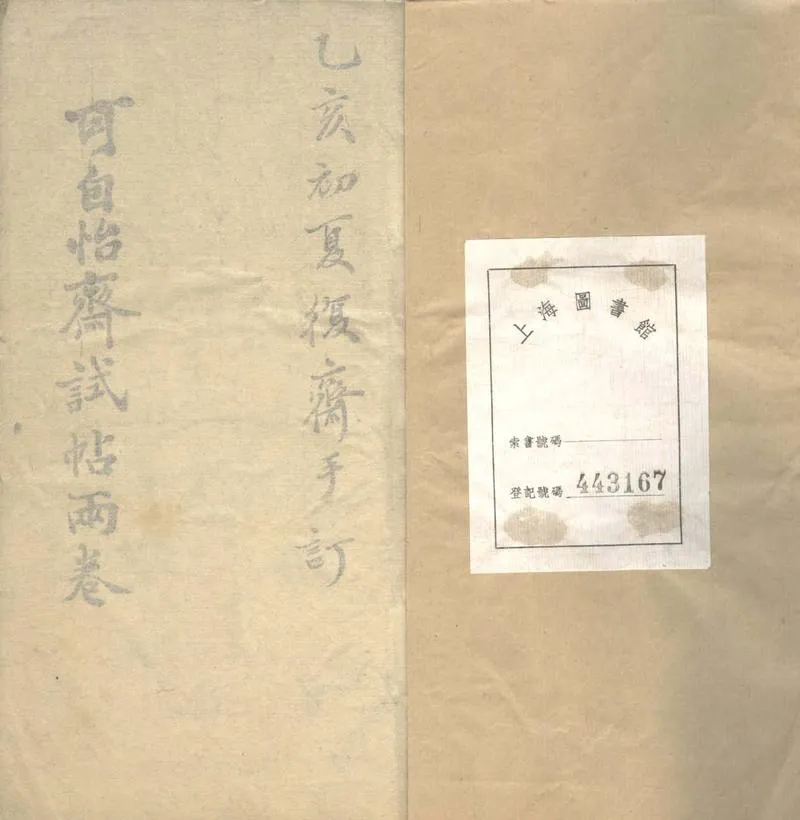 上海圖書館
索書號碼
登記號碼 443167
乙亥初夏復齋手訂
可自怡齋試帖兩卷